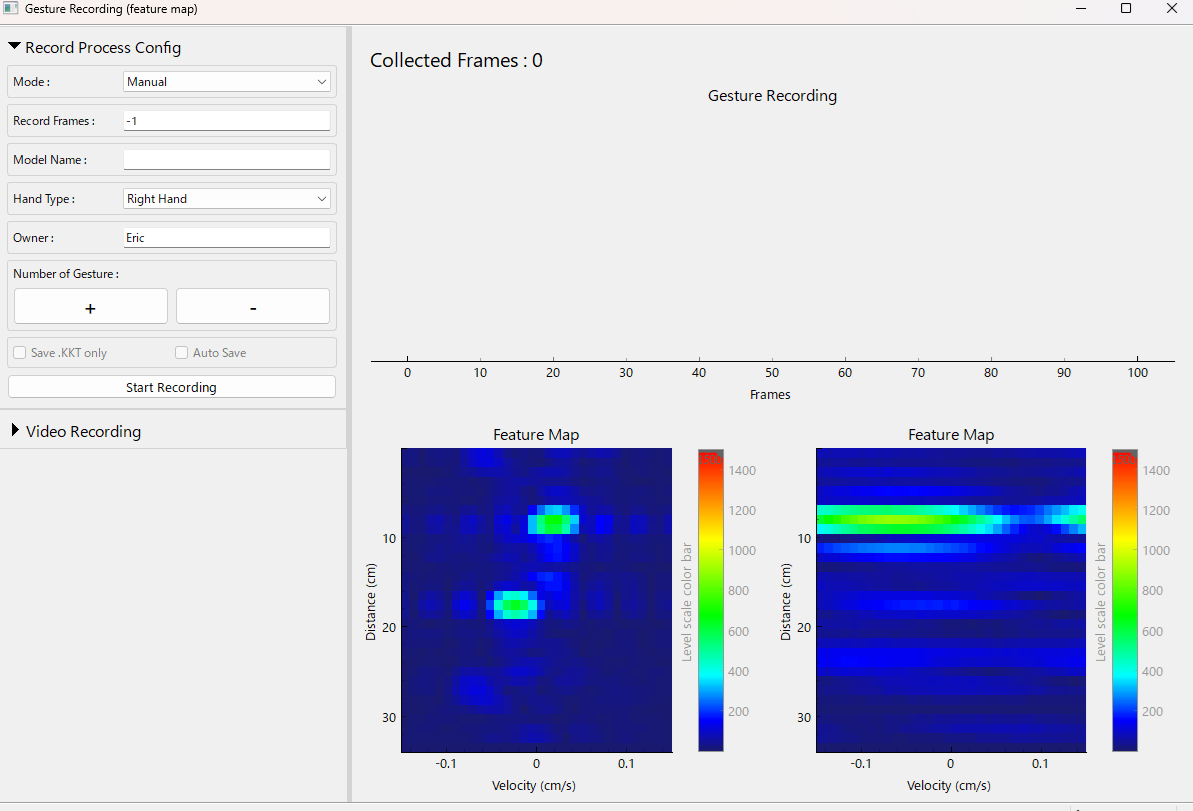 Gesture Recording (feature map)
Record Process Config
Mode :
Manual
Record Frames :
-1
Model Name :
Hand Type :
Right Hand
Owner :
Eric
Number of Gesture :
+
-
Save .KKT only
Auto Save
Start Recording
Video Recording
Collected Frames : 0
Gesture Recording
0 10 20 30 40 50 60 70 80 90 100
Frames
Feature Map
10
20
30
Distance (cm)
-0.1 0 0.1
Velocity (cm/s)
1400
1200
1000
800
600
400
200
Level scale color bar
Feature Map
10
20
30
Distance (cm)
-0.1 0 0.1
Velocity (cm/s)
1400
1200
1000
800
600
400
200
Level scale color bar